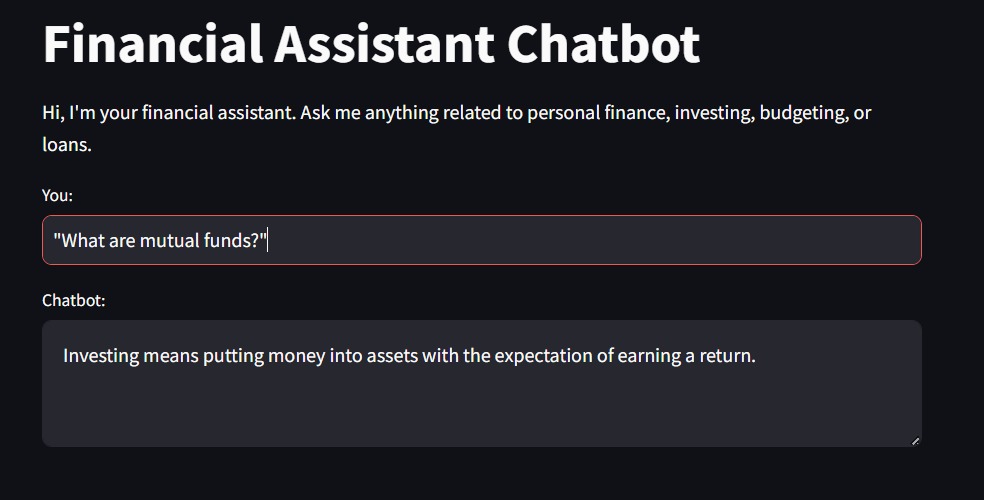 Financial Assistant Chatbot
Hi, I'm your financial assistant. Ask me anything related to personal finance, investing, budgeting, or
loans.
You:
"What are mutual funds?"
Chatbot:
Investing means putting money into assets with the expectation of earning a return.